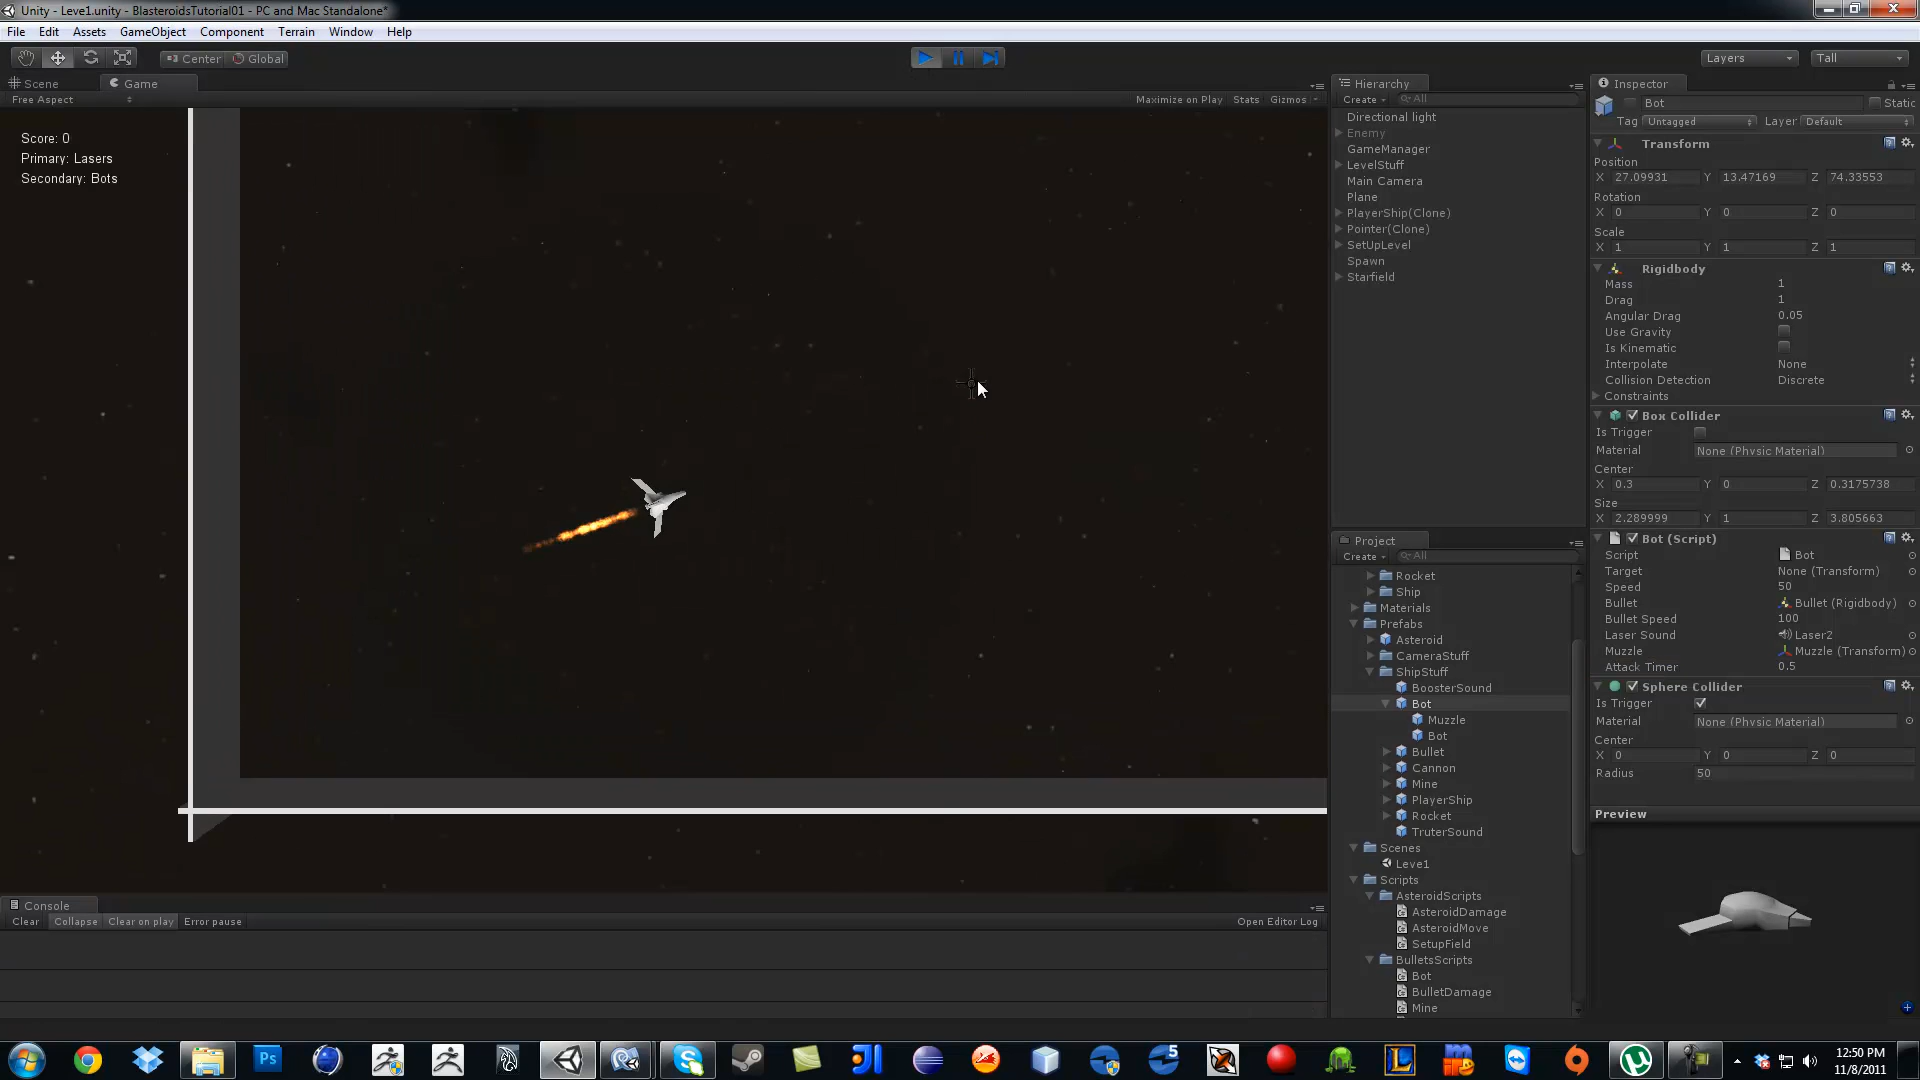 Unity - Leve1.unity - BlasteroidsTutorial01 - PC and Mac Standalone*
File Edit Assets GameObject Component Terrain Window Help
Center Global Layers Tall
Scene Game
Free Aspect Maximize on Play Stats Gizmos
Score: 0
Primary: Lasers
Secondary: Bots
Console
Clear Collapse Clear on play Error pause Open Editor Log
Hierarchy
Create All
Directional light
Enemy
GameManager
LevelStuff
Main Camera
Plane
PlayerShip(Clone)
Pointer(Clone)
SetUpLevel
Spawn
Starfield
Project
Create All
Rocket
Ship
Materials
Prefabs
Asteroid
CameraStuff
ShipStuff
BoosterSound
Bot
Muzzle
Bot
Bullet
Cannon
Mine
PlayerShip
Rocket
TruterSound
Scenes
Leve1
Scripts
AsteroidScripts
AsteroidDamage
AsteroidMove
SetupField
BulletsScripts
Bot
BulletDamage
Mine
Inspector
Bot Static
Tag Untagged Layer Default
Transform
Position
X 27.09931 Y 13.47169 Z 74.33553
Rotation
X 0 Y 0 Z 0
Scale
X 1 Y 1 Z 1
Rigidbody
Mass 1
Drag 1
Angular Drag 0.05
Use Gravity
Is Kinematic
Interpolate None
Collision Detection Discrete
Constraints
Box Collider
Is Trigger
Material None (Physic Material)
Center
X 0.3 Y 0 Z 0.3175738
Size
X 2.289999 Y 1 Z 3.805663
Bot (Script)
Script Bot
Target None (Transform)
Speed 50
Bullet Bullet (Rigidbody)
Bullet Speed 100
Laser Sound Laser2
Muzzle Muzzle (Transform)
Attack Timer 0.5
Sphere Collider
Is Trigger
Material None (Physic Material)
Center
X 0 Y 0 Z 0
Radius 50
Preview
12:50 PM
11/8/2011